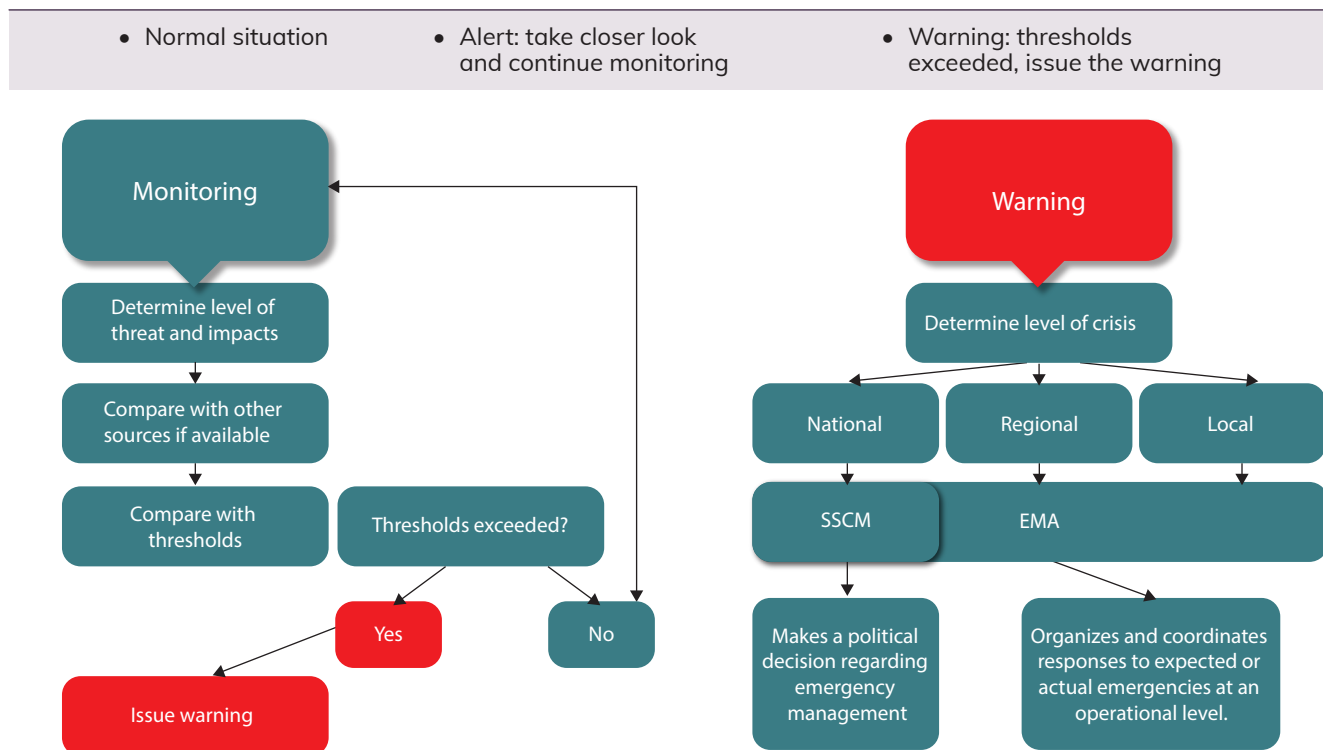 • Normal situation
• Alert: take closer look
and continue monitoring
• Warning: thresholds
exceeded, issue the warning
Monitoring
Determine level of
threat and impacts
Compare with other
sources if available
Compare with
thresholds
Thresholds exceeded?
Yes
No
Issue warning
Warning
Determine level of crisis
National
Regional
Local
SSCM
EMA
Makes a political
decision regarding
emergency
management
Organizes and coordinates
responses to expected or
actual emergencies at an
operational level.